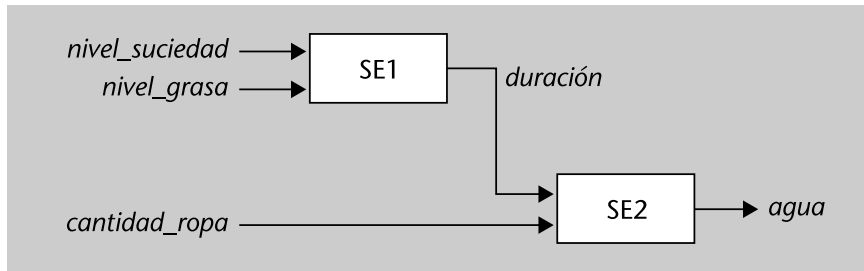 nivel_suciedad
nivel_grasa
SE1
duración
cantidad_ropa
SE2
agua